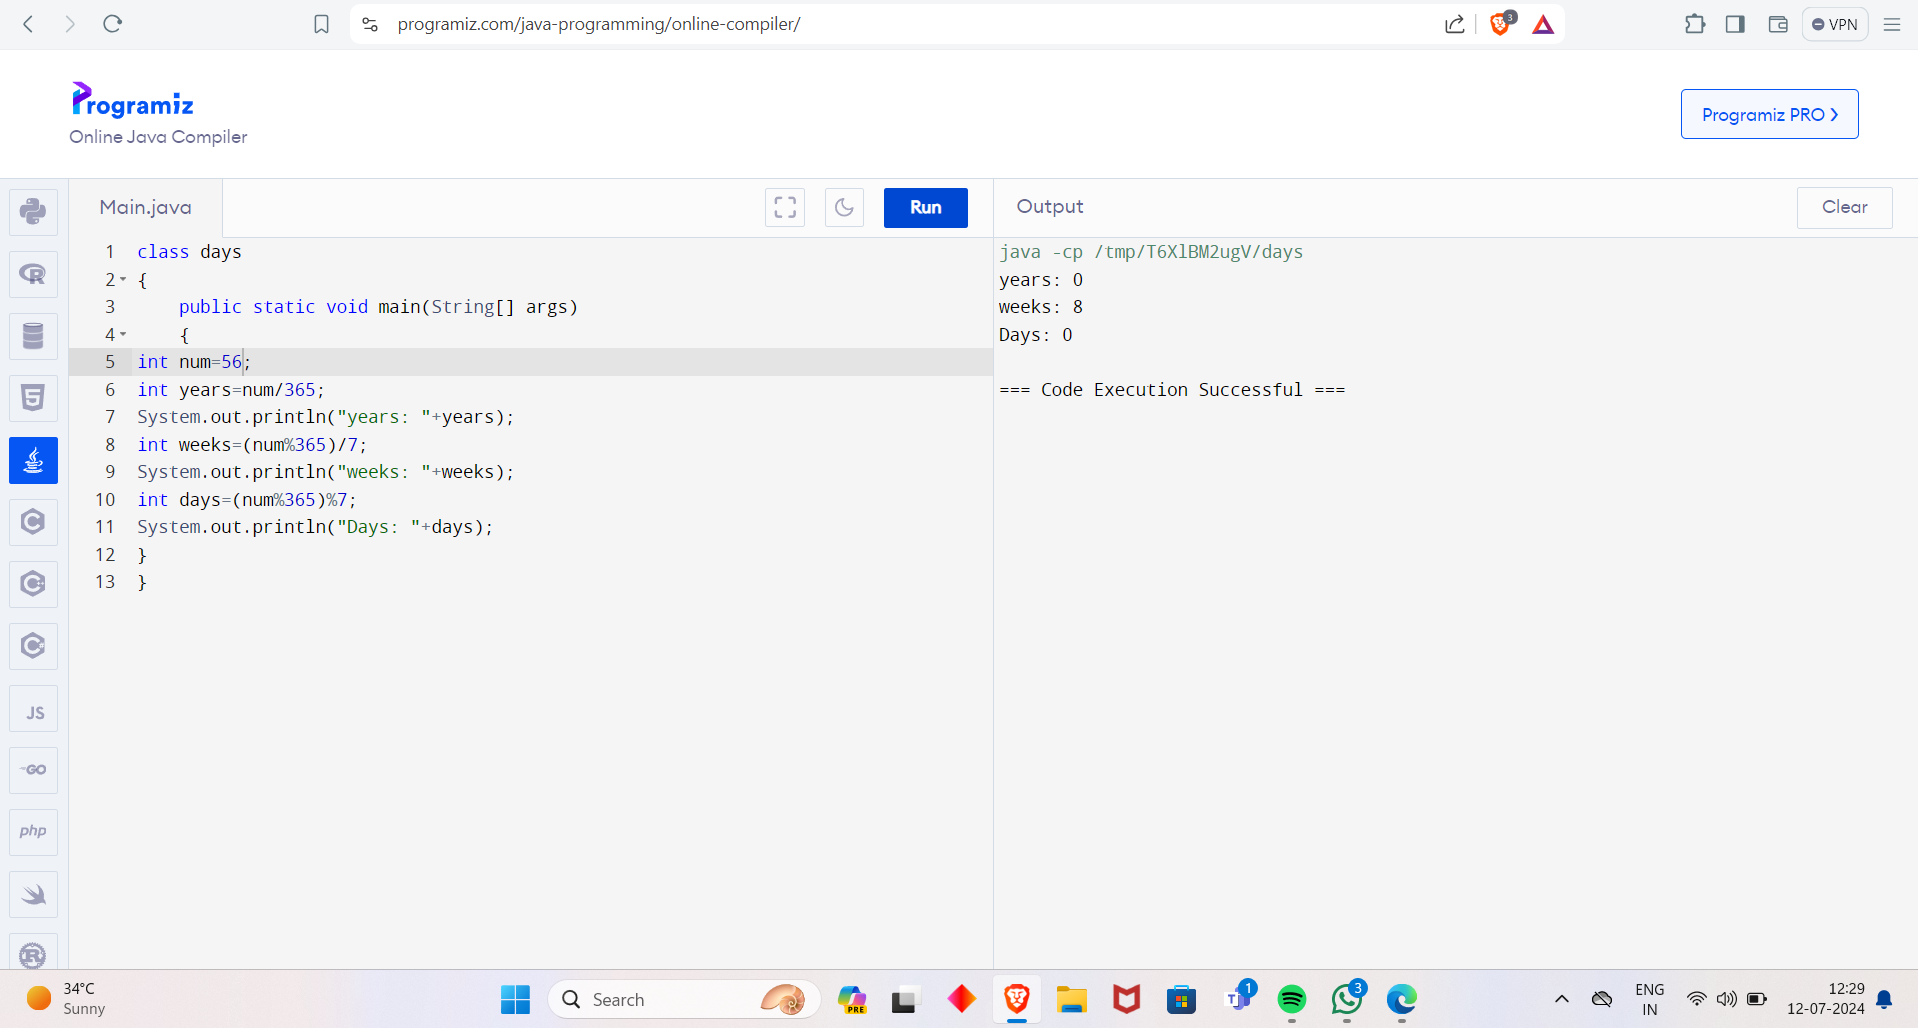 programiz.com/java-programming/online-compiler/
3
VPN
Programiz
Online Java Compiler
Programiz PRO
Main.java
Run
Output
Clear
1 class days
2 {
3 public static void main(String[] args)
4 {
5 int num=56;
6 int years=num/365;
7 System.out.println("years: "+years);
8 int weeks=(num%365)/7;
9 System.out.println("weeks: "+weeks);
10 int days=(num%365)%7;
11 System.out.println("Days: "+days);
12 }
13 }
java -cp /tmp/T6XlBM2ugV/days
years: 0
weeks: 8
Days: 0
=== Code Execution Successful ===
R
5
C
C
C
JS
GO
php
R
34°C
Sunny
Search
PRE
1
3
ENG
IN
12:29
12-07-2024